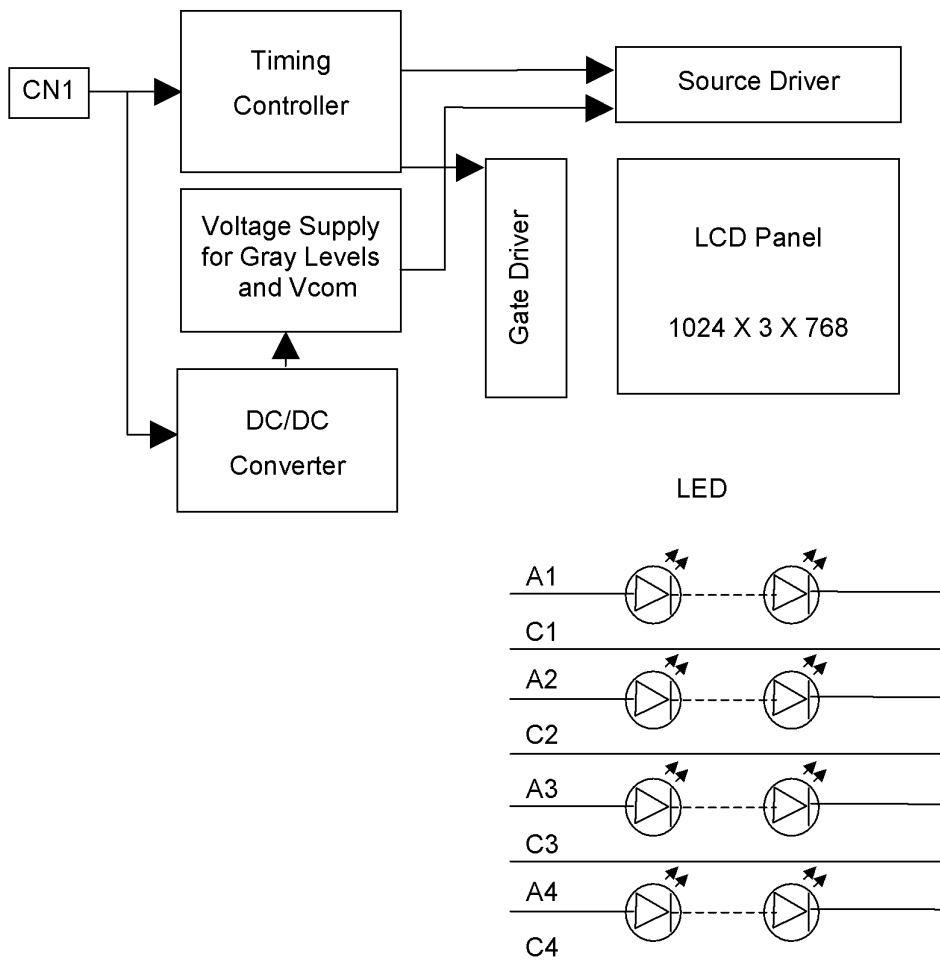 CN1
Timing
Controller
Source Driver
Voltage Supply
for Gray Levels
and Vcom
Gate Driver
LCD Panel
1024 X 3 X 768
DC/DC
Converter
LED
A1
C1
A2
C2
A3
C3
A4
C4